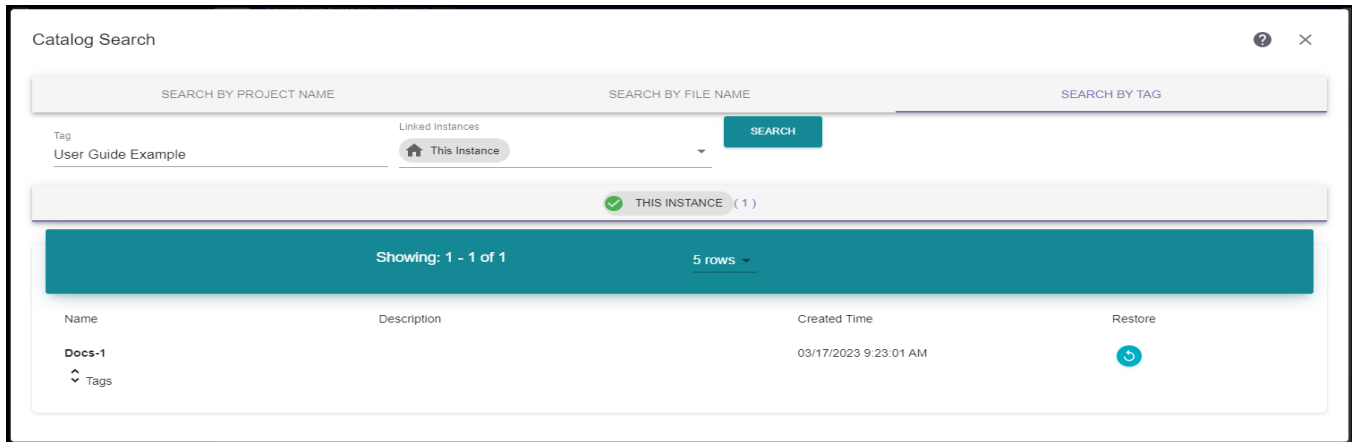 Catalog Search
SEARCH BY PROJECT NAME SEARCH BY FILE NAME SEARCH BY TAG
Tag Linked Instances
User Guide Example This Instance SEARCH
THIS INSTANCE ( 1 )
Showing: 1 - 1 of 1 5 rows
Name Description Created Time Restore
Docs-1 03/17/2023 9:23:01 AM
Tags